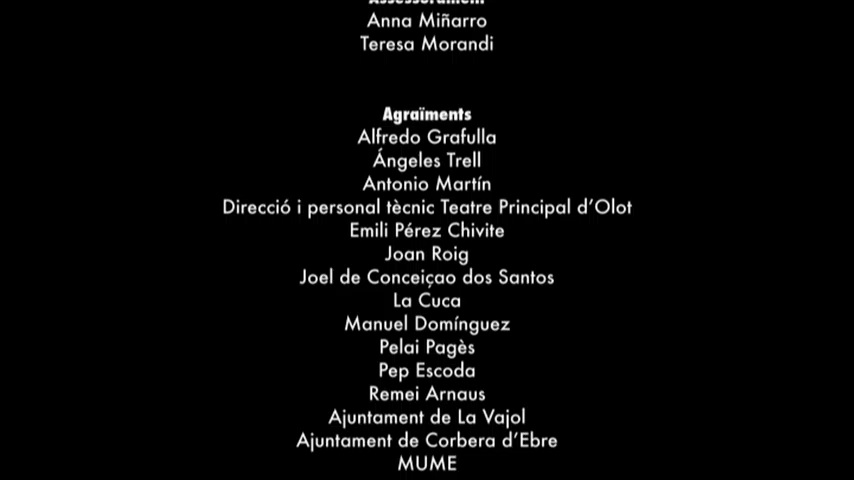 Assessorament
Anna Miñarro
Teresa Morandi
Agraïments
Alfredo Grafulla
Ángeles Trell
Antonio Martín
Direcció i personal tècnic Teatre Principal d’Olot
Emili Pérez Chivite
Joan Roig
Joel de Conceiçao dos Santos
La Cuca
Manuel Domínguez
Pelai Pagès
Pep Escoda
Remei Arnaus
Ajuntament de La Vajol
Ajuntament de Corbera d’Ebre
MUME